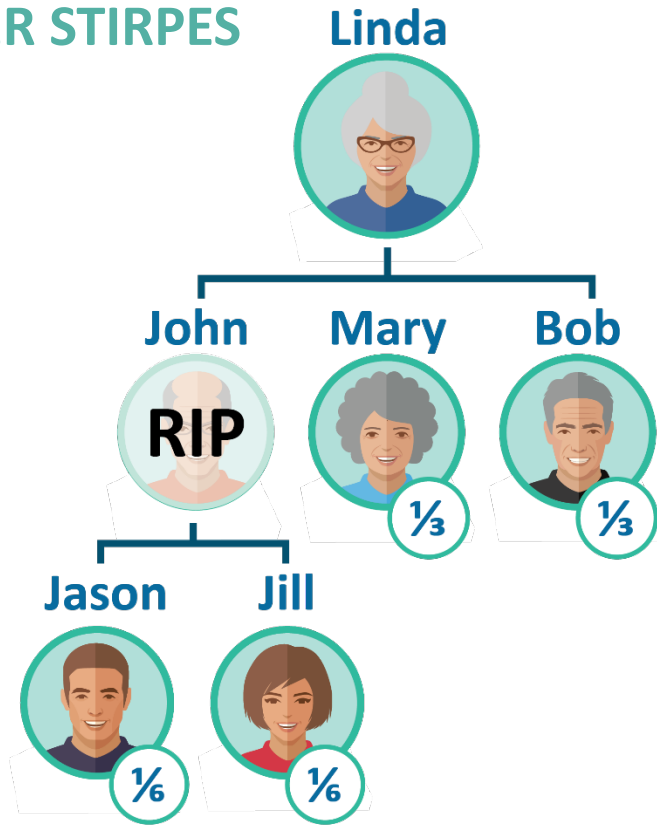 R STIRPES
Linda
John Mary Bob
RIP
⅓ ⅓
Jason Jill
⅙ ⅙